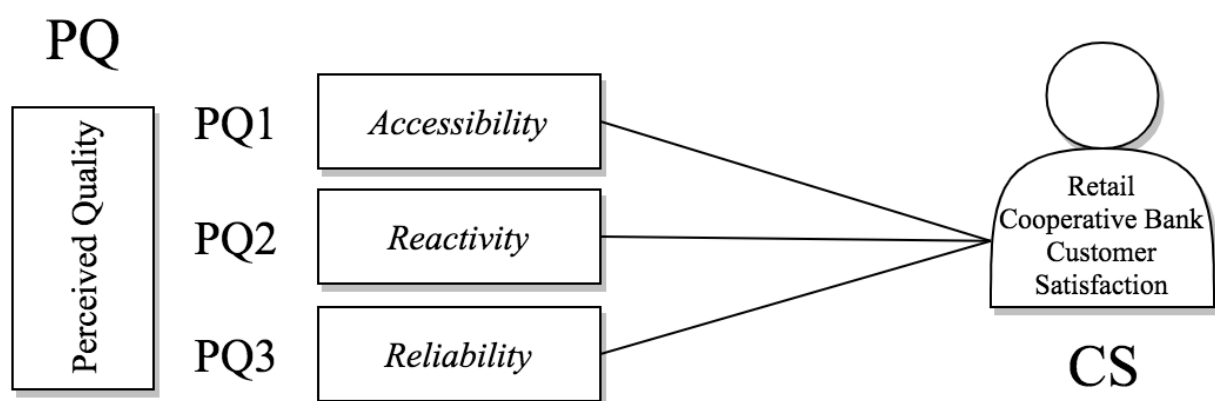 PQ
Perceived Quality
PQ1
Accessibility
PQ2
Reactivity
PQ3
Reliability
Retail
Cooperative Bank
Customer
Satisfaction
CS